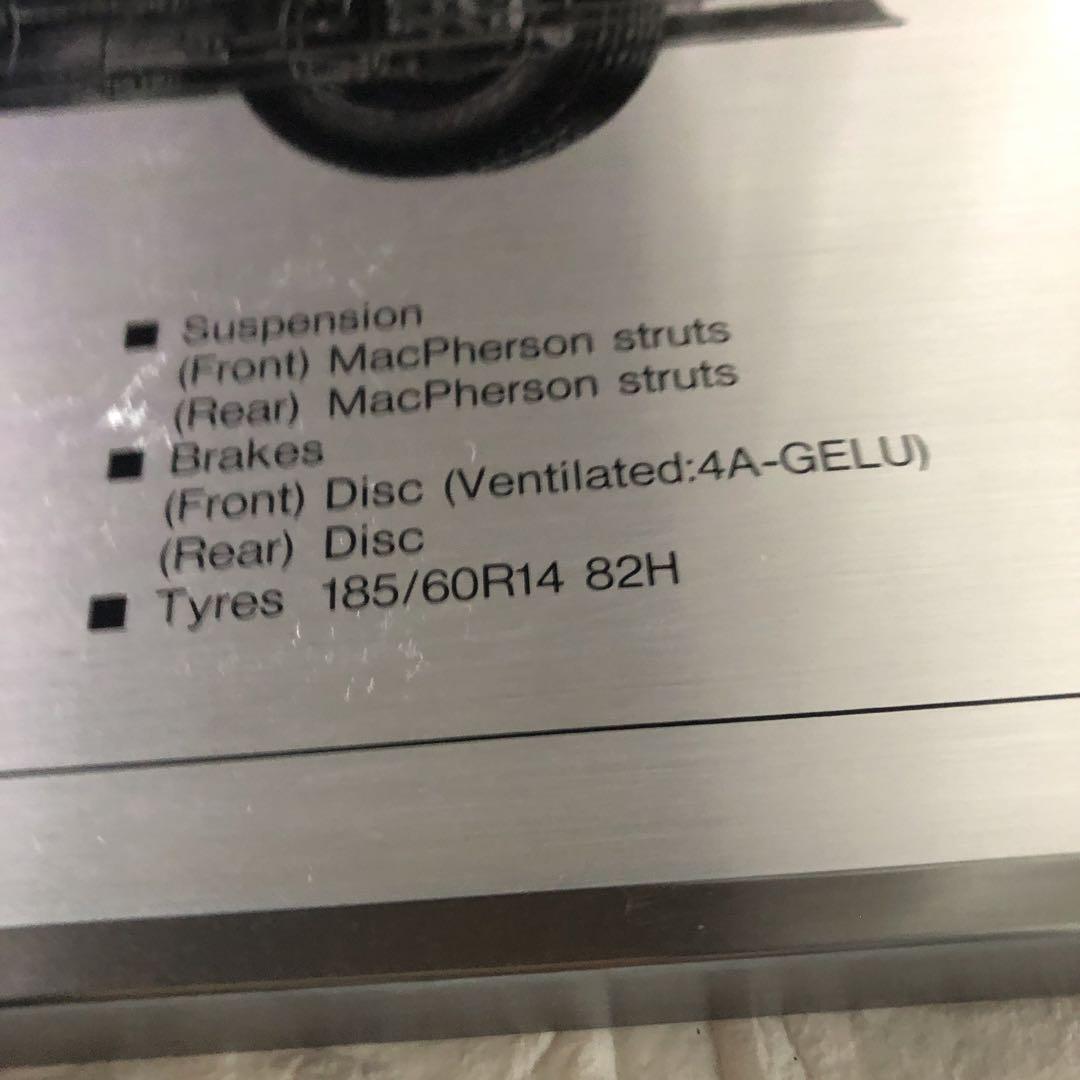 ■ Suspension
(Front) MacPherson struts
(Rear) MacPherson struts
■ Brakes
(Front) Disc (Ventilated:4A-GELU)
(Rear) Disc
■ Tyres 185/60R14 82H